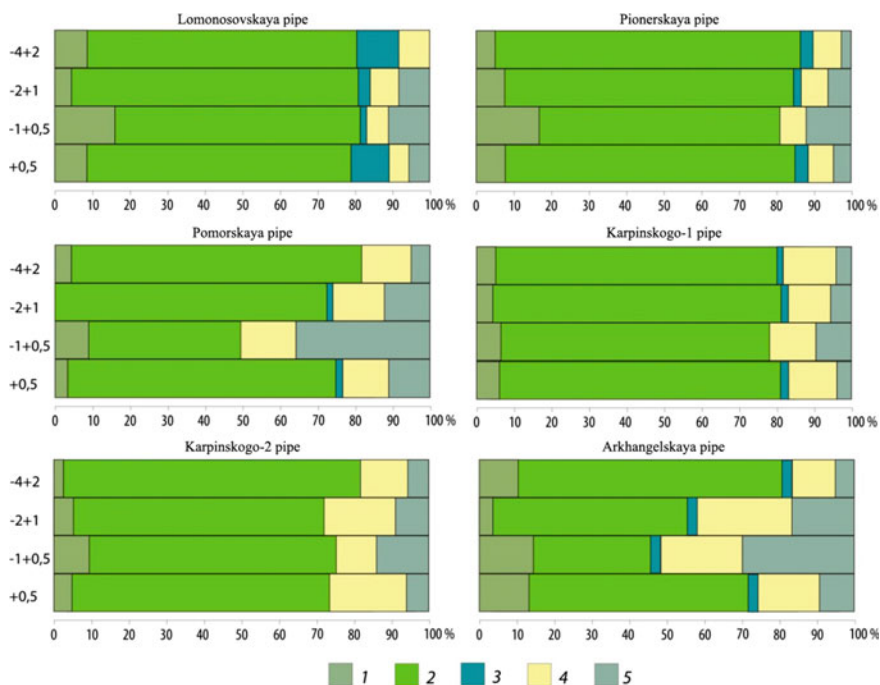 Lomonosovskaya pipe
Pionerskaya pipe
-4+2
-2+1
-1+0,5
+0,5
0 10 20 30 40 50 60 70 80 90 100 %
0 10 20 30 40 50 60 70 80 90 100 %
Pomorskaya pipe
Karpinskogo-1 pipe
-4+2
-2+1
-1+0,5
+0,5
0 10 20 30 40 50 60 70 80 90 100 %
0 10 20 30 40 50 60 70 80 90 100 %
Karpinskogo-2 pipe
Arkhangelskaya pipe
-4+2
-2+1
-1+0,5
+0,5
0 10 20 30 40 50 60 70 80 90 100 %
0 10 20 30 40 50 60 70 80 90 100 %
1 2 3 4 5